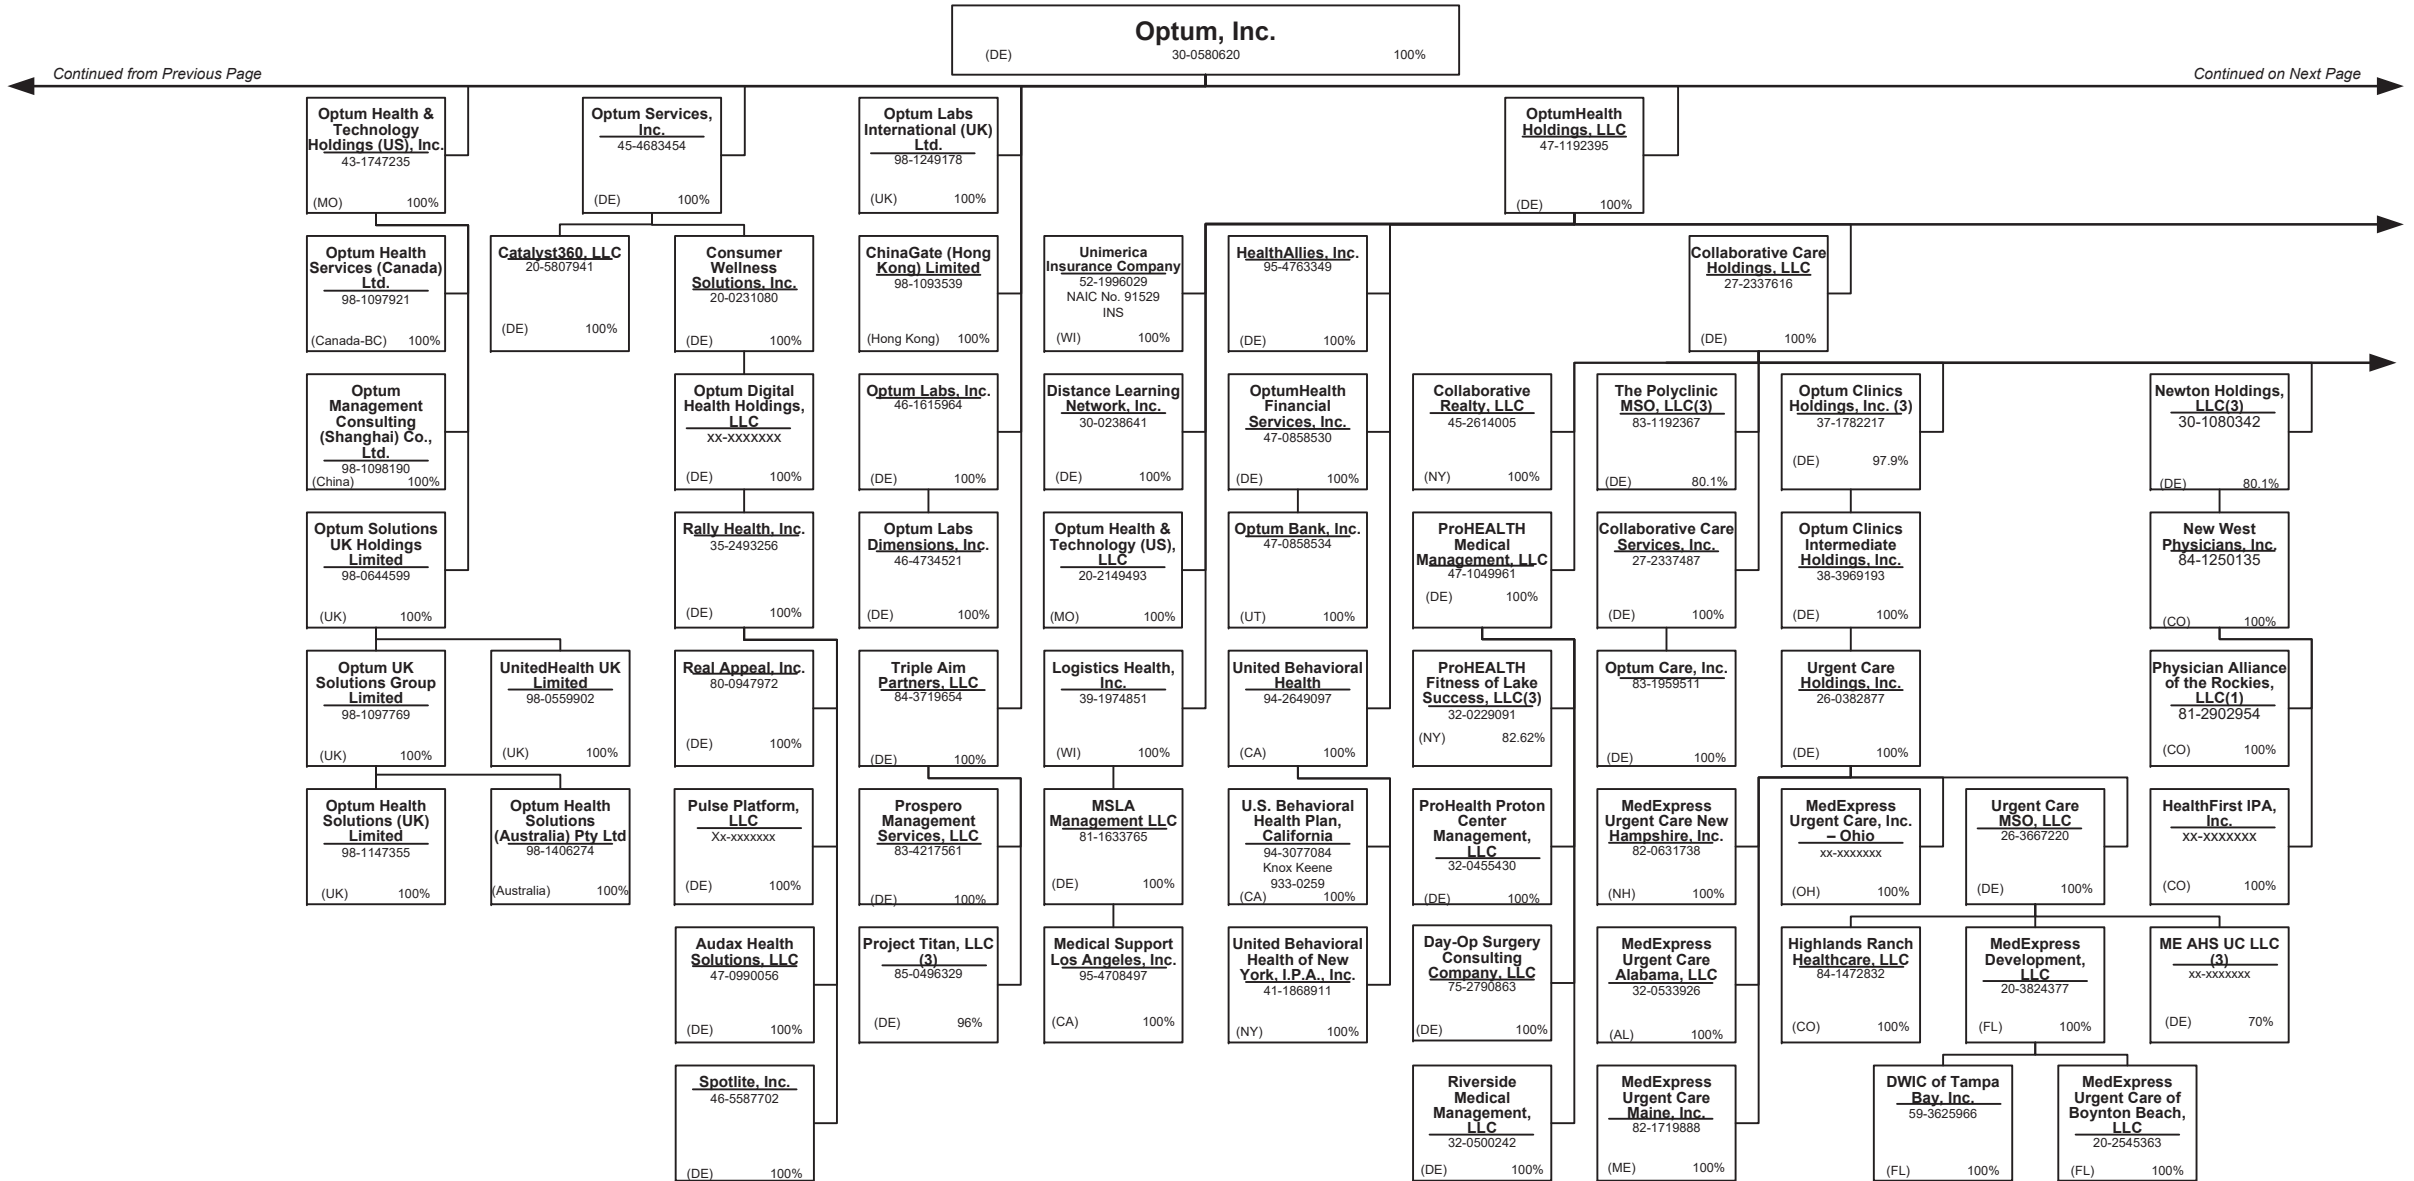 Optum, Inc.
(DE) 30-0580620 100%
Continued from Previous Page
Continued on Next Page
Optum Health &
Technology
Holdings (US), Inc.
43-1747235
(MO) 100%
Optum Services,
Inc.
45-4683454
(DE) 100%
Optum Labs
International (UK)
Ltd.
98-1249178
(UK) 100%
OptumHealth
Holdings, LLC
47-1192395
(DE) 100%
Optum Health
Services (Canada)
Ltd.
98-1097921
(Canada-BC) 100%
Catalyst360, LLC
20-5807941
(DE) 100%
Consumer
Wellness
Solutions, Inc.
20-0231080
(DE) 100%
ChinaGate (Hong
Kong) Limited
98-1093539
(Hong Kong) 100%
Unimerica
Insurance Company
52-1996029
NAIC No. 91529
INS
(WI) 100%
HealthAllies, Inc.
95-4763349
(DE) 100%
Collaborative Care
Holdings, LLC
27-2337616
(DE) 100%
Optum
Management
Consulting
(Shanghai) Co.,
Ltd.
98-1098190
(China) 100%
Optum Digital
Health Holdings,
LLC
xx-xxxxxxx
(DE) 100%
Optum Labs, Inc.
46-1615964
(DE) 100%
Distance Learning
Network, Inc.
30-0238641
(DE) 100%
OptumHealth
Financial
Services, Inc.
47-0858530
(DE) 100%
Collaborative
Realty, LLC
45-2614005
(NY) 100%
The Polyclinic
MSO, LLC(3)
83-1192367
(DE) 80.1%
Optum Clinics
Holdings, Inc. (3)
37-1782217
(DE) 97.9%
Newton Holdings,
LLC(3)
30-1080342
(DE) 80.1%
Optum Solutions
UK Holdings
Limited
98-0644599
(UK) 100%
Rally Health, Inc.
35-2493256
(DE) 100%
Optum Labs
Dimensions, Inc.
46-4734521
(DE) 100%
Optum Health &
Technology (US),
LLC
20-2149493
(MO) 100%
Optum Bank, Inc.
47-0858534
(UT) 100%
ProHEALTH
Medical
Management, LLC
47-1049961
(DE) 100%
Collaborative Care
Services, Inc.
27-2337487
(DE) 100%
Optum Clinics
Intermediate
Holdings, Inc.
38-3969193
(DE) 100%
New West
Physicians, Inc.
84-1250135
(CO) 100%
Optum UK
Solutions Group
Limited
98-1097769
(UK) 100%
UnitedHealth UK
Limited
98-0559902
(UK) 100%
Real Appeal, Inc.
80-0947972
(DE) 100%
Triple Aim
Partners, LLC
84-3719654
(DE) 100%
Logistics Health,
Inc.
39-1974851
(WI) 100%
United Behavioral
Health
94-2649097
(CA) 100%
ProHEALTH
Fitness of Lake
Success, LLC(3)
32-0229091
(NY) 82.62%
Optum Care, Inc.
83-1959511
(DE) 100%
Urgent Care
Holdings, Inc.
26-0382877
(DE) 100%
Physician Alliance
of the Rockies,
LLC(1)
81-2902954
(CO) 100%
Optum Health
Solutions (UK)
Limited
98-1147355
(UK) 100%
Optum Health
Solutions
(Australia) Pty Ltd
98-1406274
(Australia) 100%
Pulse Platform,
LLC
Xx-xxxxxxx
(DE) 100%
Prospero
Management
Services, LLC
83-4217561
(DE) 100%
MSLA
Management LLC
81-1633765
(DE) 100%
U.S. Behavioral
Health Plan,
California
94-3077084
Knox Keene
933-0259
(CA) 100%
ProHealth Proton
Center
Management,
LLC
32-0455430
(DE) 100%
MedExpress
Urgent Care New
Hampshire, Inc.
82-0631738
(NH) 100%
MedExpress
Urgent Care, Inc.
– Ohio
xx-xxxxxxx
(OH) 100%
Urgent Care
MSO, LLC
26-3667220
(DE) 100%
HealthFirst IPA,
Inc.
xx-xxxxxxx
(CO) 100%
Audax Health
Solutions, LLC
47-0990056
(DE) 100%
Project Titan, LLC
(3)
85-0496329
(DE) 96%
Medical Support
Los Angeles, Inc.
95-4708497
(CA) 100%
United Behavioral
Health of New
York, I.P.A., Inc.
41-1868911
(NY) 100%
Day-Op Surgery
Consulting
Company, LLC
75-2790863
(DE) 100%
MedExpress
Urgent Care
Alabama, LLC
32-0533926
(AL) 100%
Highlands Ranch
Healthcare, LLC
84-1472832
(CO) 100%
MedExpress
Development,
LLC
20-3824377
(FL) 100%
ME AHS UC LLC
(3)
xx-xxxxxxx
(DE) 70%
Spotlite, Inc.
46-5587702
(DE) 100%
Riverside
Medical
Management,
LLC
32-0500242
(DE) 100%
MedExpress
Urgent Care
Maine, Inc.
82-1719888
(ME) 100%
DWIC of Tampa
Bay, Inc.
59-3625966
(FL) 100%
MedExpress
Urgent Care of
Boynton Beach,
LLC
20-2545363
(FL) 100%